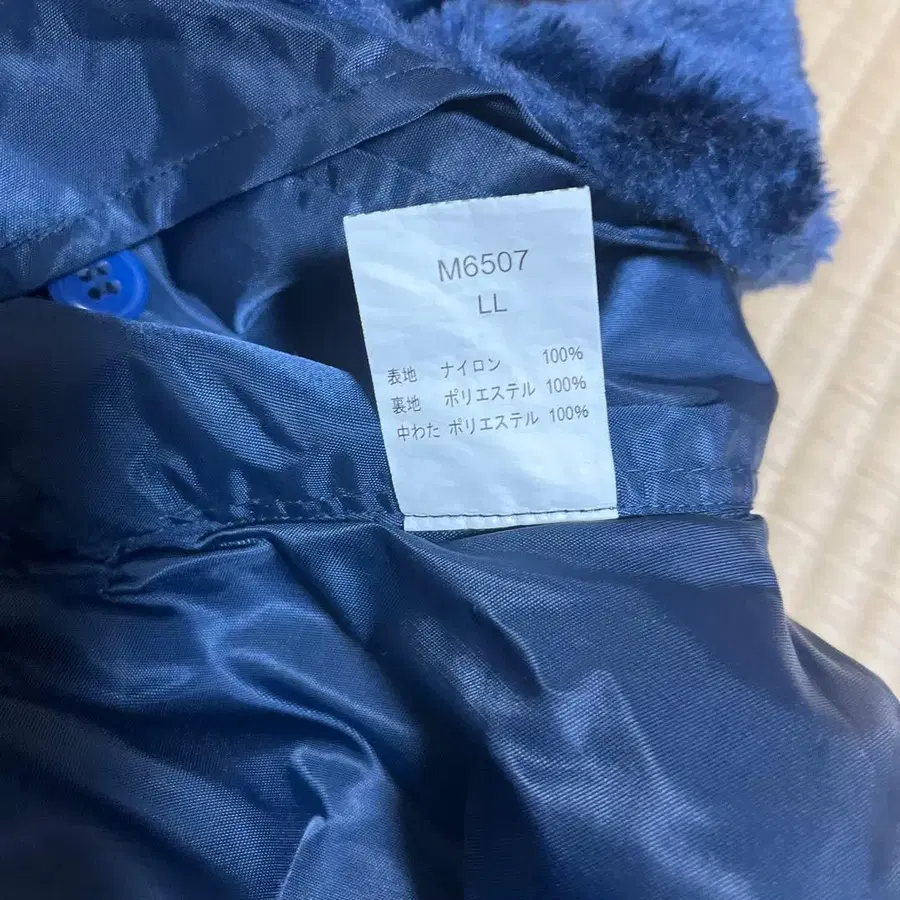 M6507
LL
表地 ナイロン 100%
裏地 ポリエステル 100%
中わた ポリエステル 100%